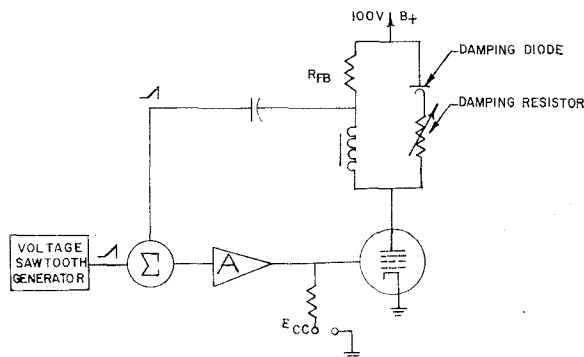 100V B+
DAMPING DIODE
RFB
DAMPING RESISTOR
VOLTAGE
SAWTOOTH
GENERATOR
Σ
A
ECC